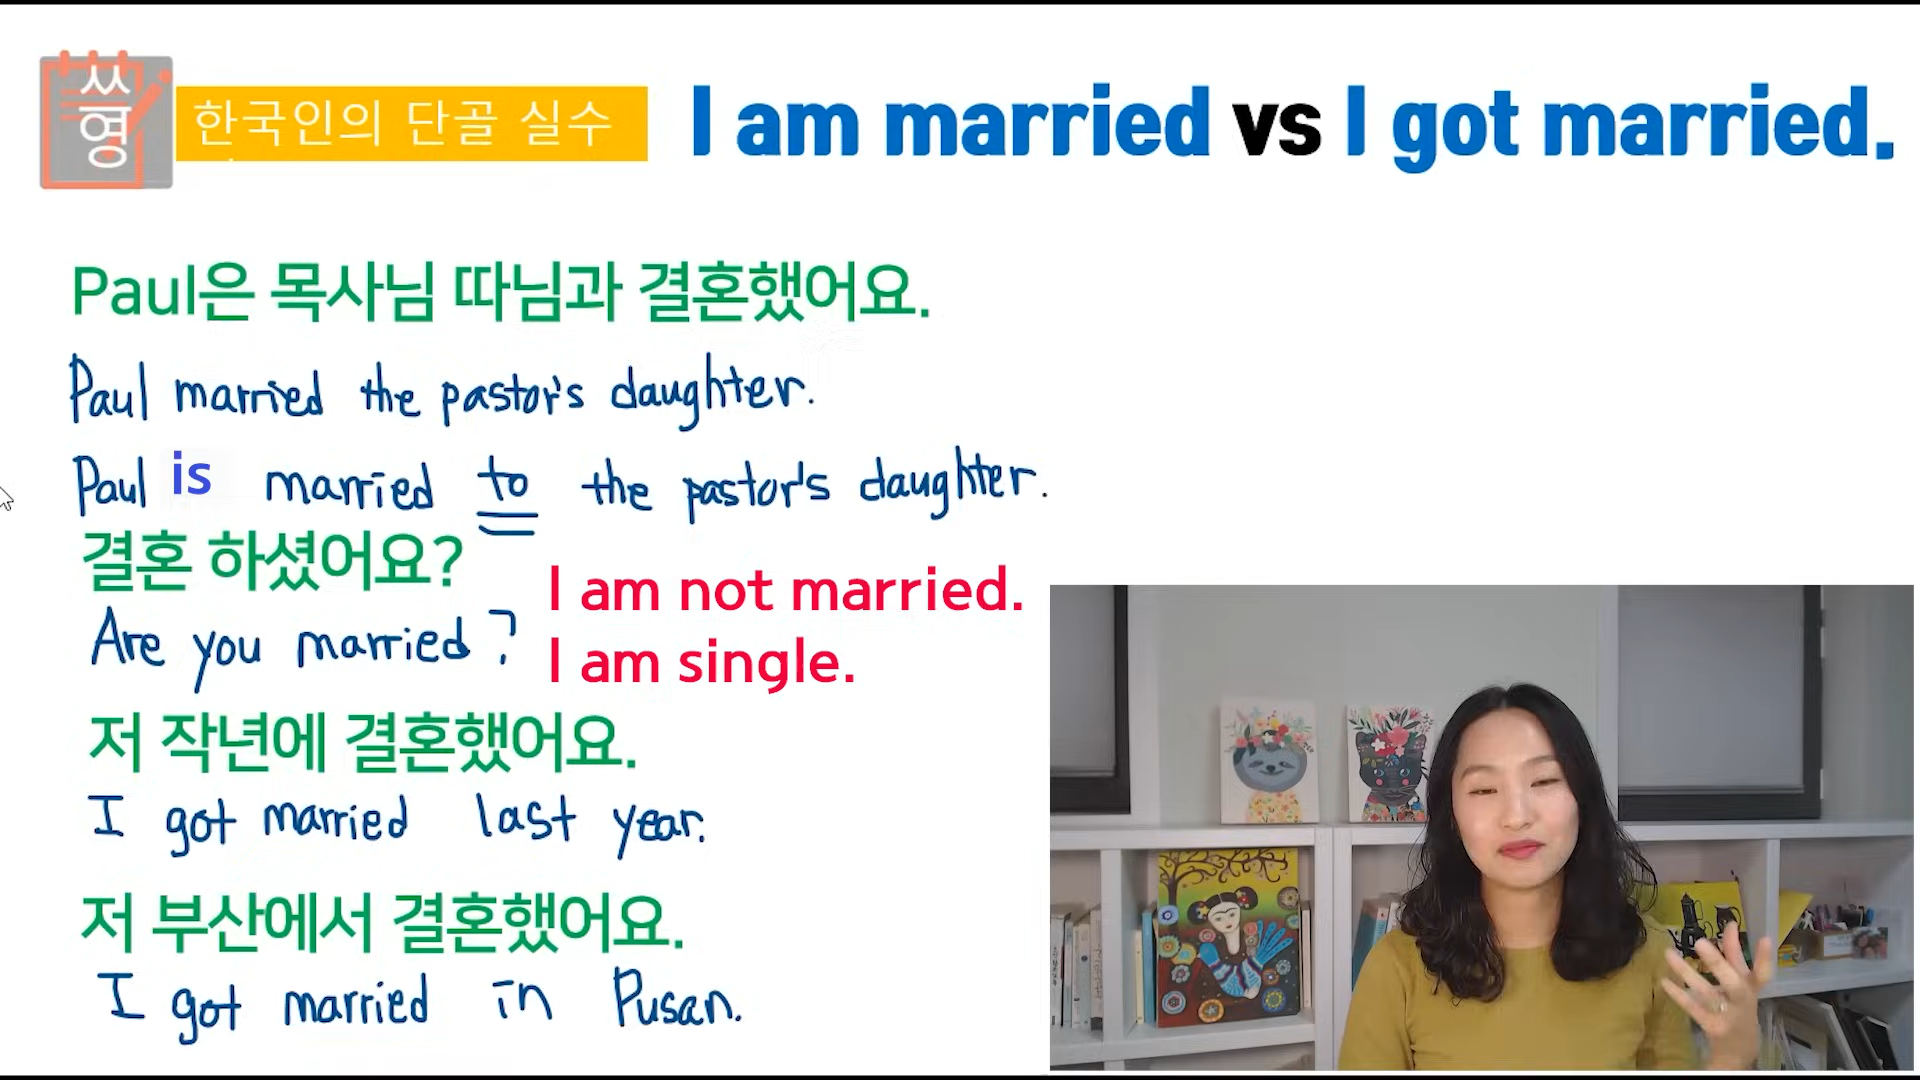 쓰영
한국인의 단골 실수
I am married vs I got married.
Paul은 목사님 따님과 결혼했어요.
Paul married the pastor's daughter.
Paul is married to the pastor's daughter.
결혼 하셨어요?
Are you married?
I am not married.
I am single.
저 작년에 결혼했어요.
I got married last year.
저 부산에서 결혼했어요.
I got married in Pusan.